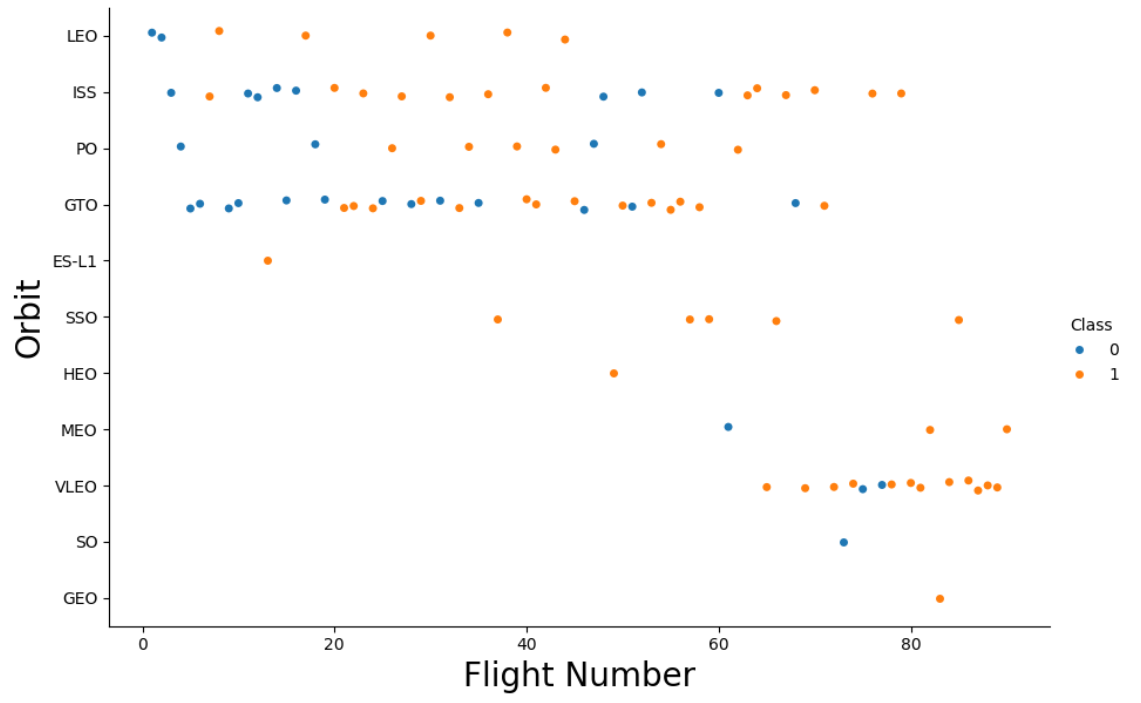 LEO
ISS
PO
GTO
ES-L1
SSO
HEO
MEO
VLEO
SO
GEO
Orbit
0 20 40 60 80
Flight Number
Class
0
1